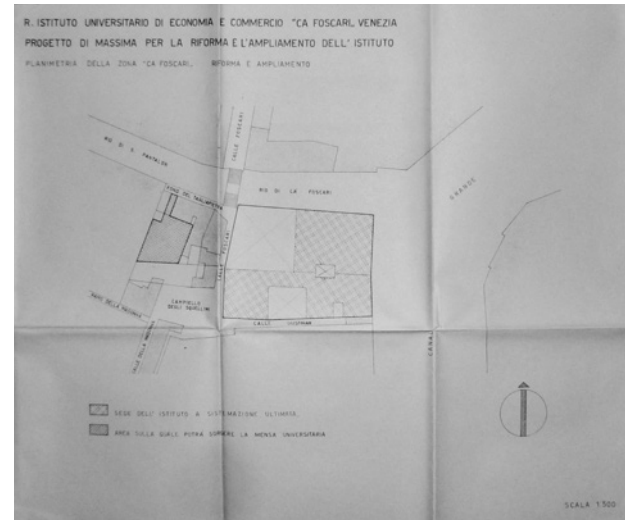 R. ISTITUTO UNIVERSITARIO DI ECONOMIA E COMMERCIO "CA FOSCARI„ VENEZIA
PROGETTO DI MASSIMA PER LA RIFORMA E L'AMPLIAMENTO DELL'ISTITUTO
PLANIMETRIA DELLA ZONA "CA FOSCARI„ RIFORMA E AMPLIAMENTO
CALLE FOSCARI
RIO DI S. PANTALON
RIO DI CA FOSCARI
GRANDE
CALLE FOSCARI
CAMPIELLO
DEGLI
CALLE
CANAL
SEDE DELL'ISTITUTO A SISTEMAZIONE ULTIMATA.
AREA SULLA QUALE POTRA SORGERE LA MENSA UNIVERSITARIA
SCALA 1:500